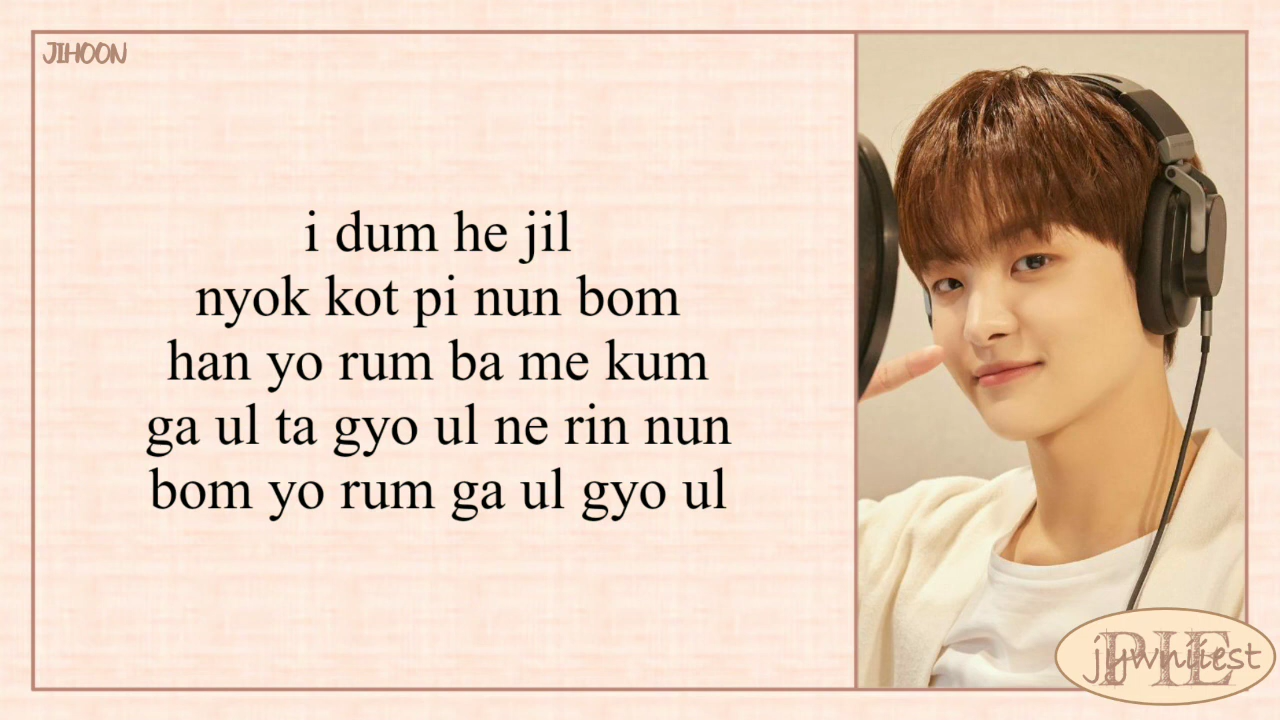 JIHOON
i dum he jil
nyok kot pi nun bom
han yo rum ba me kum
ga ul ta gyo ul ne rin nun
bom yo rum ga ul gyo ul
PIE